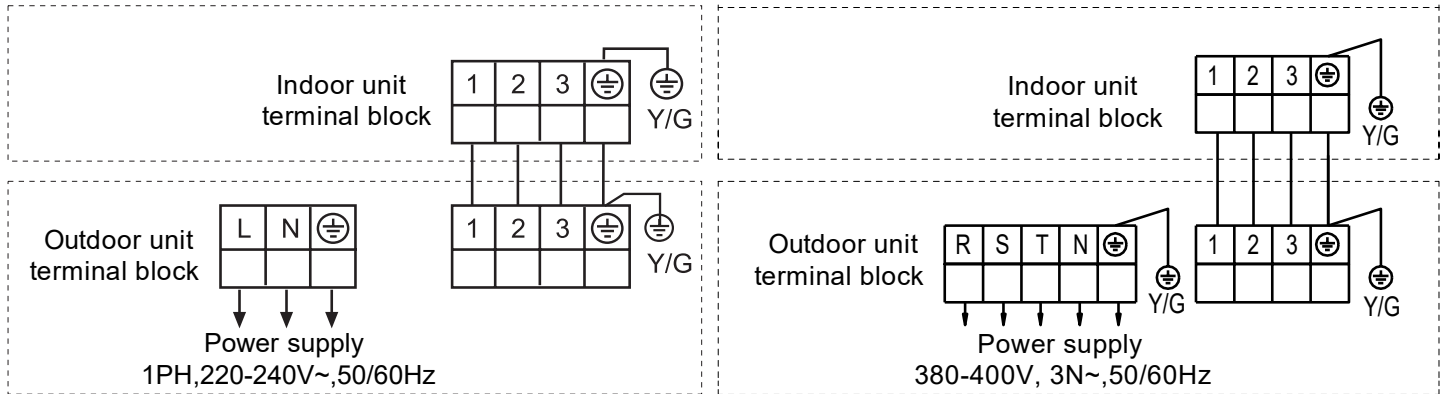 Indoor unit
terminal block
1 2 3
Y/G
Outdoor unit
terminal block
L N
1 2 3
Y/G
Power supply
1PH,220-240V~,50/60Hz
Indoor unit
terminal block
1 2 3
Y/G
Outdoor unit
terminal block
R S T N
Y/G
1 2 3
Y/G
Power supply
380-400V, 3N~,50/60Hz